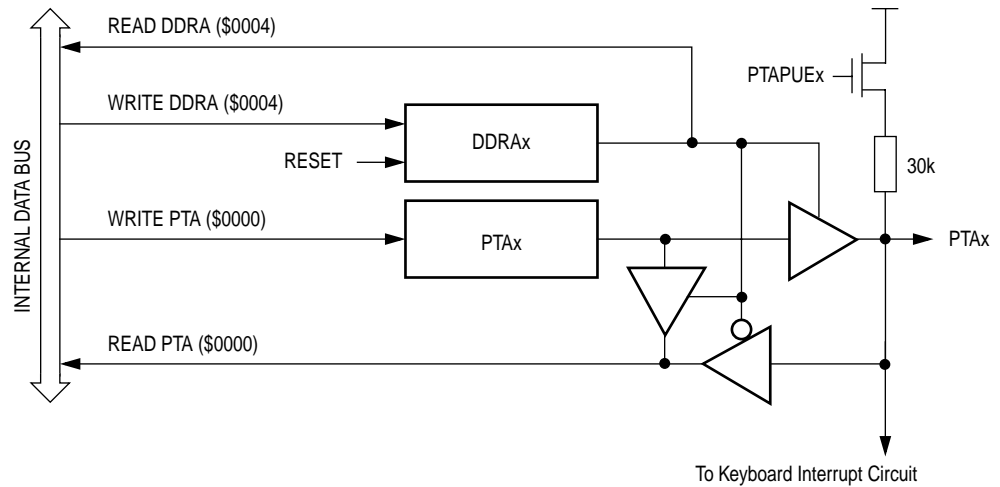 READ DDRA ($0004)
PTAPUEx
WRITE DDRA ($0004)
DDRAx
RESET
30k
INTERNAL DATA BUS
WRITE PTA ($0000)
PTAx
PTAx
READ PTA ($0000)
To Keyboard Interrupt Circuit